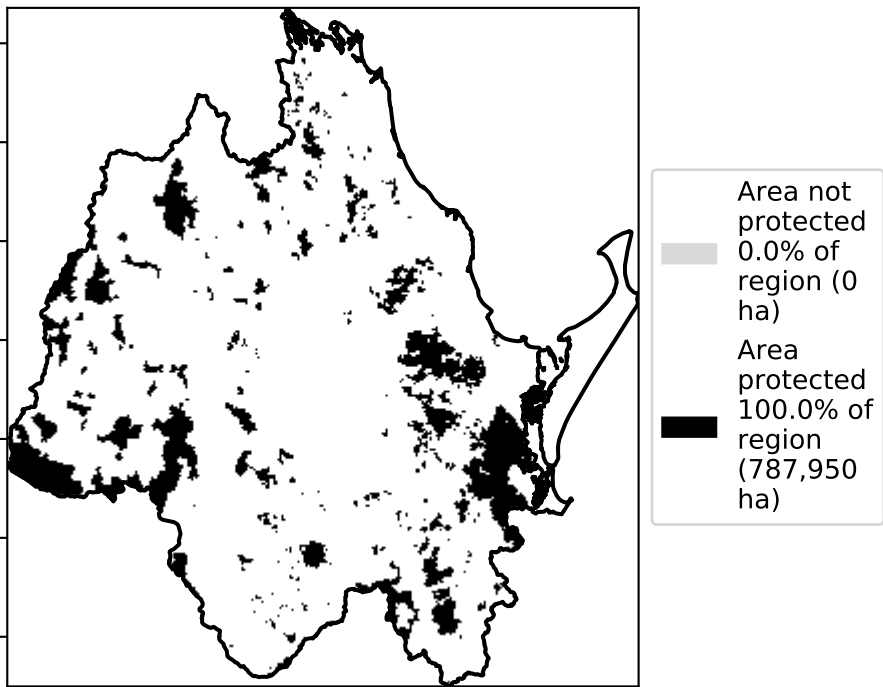 Area not
protected
0.0% of
region (0
ha)
Area
protected
100.0% of
region
(787,950
ha)